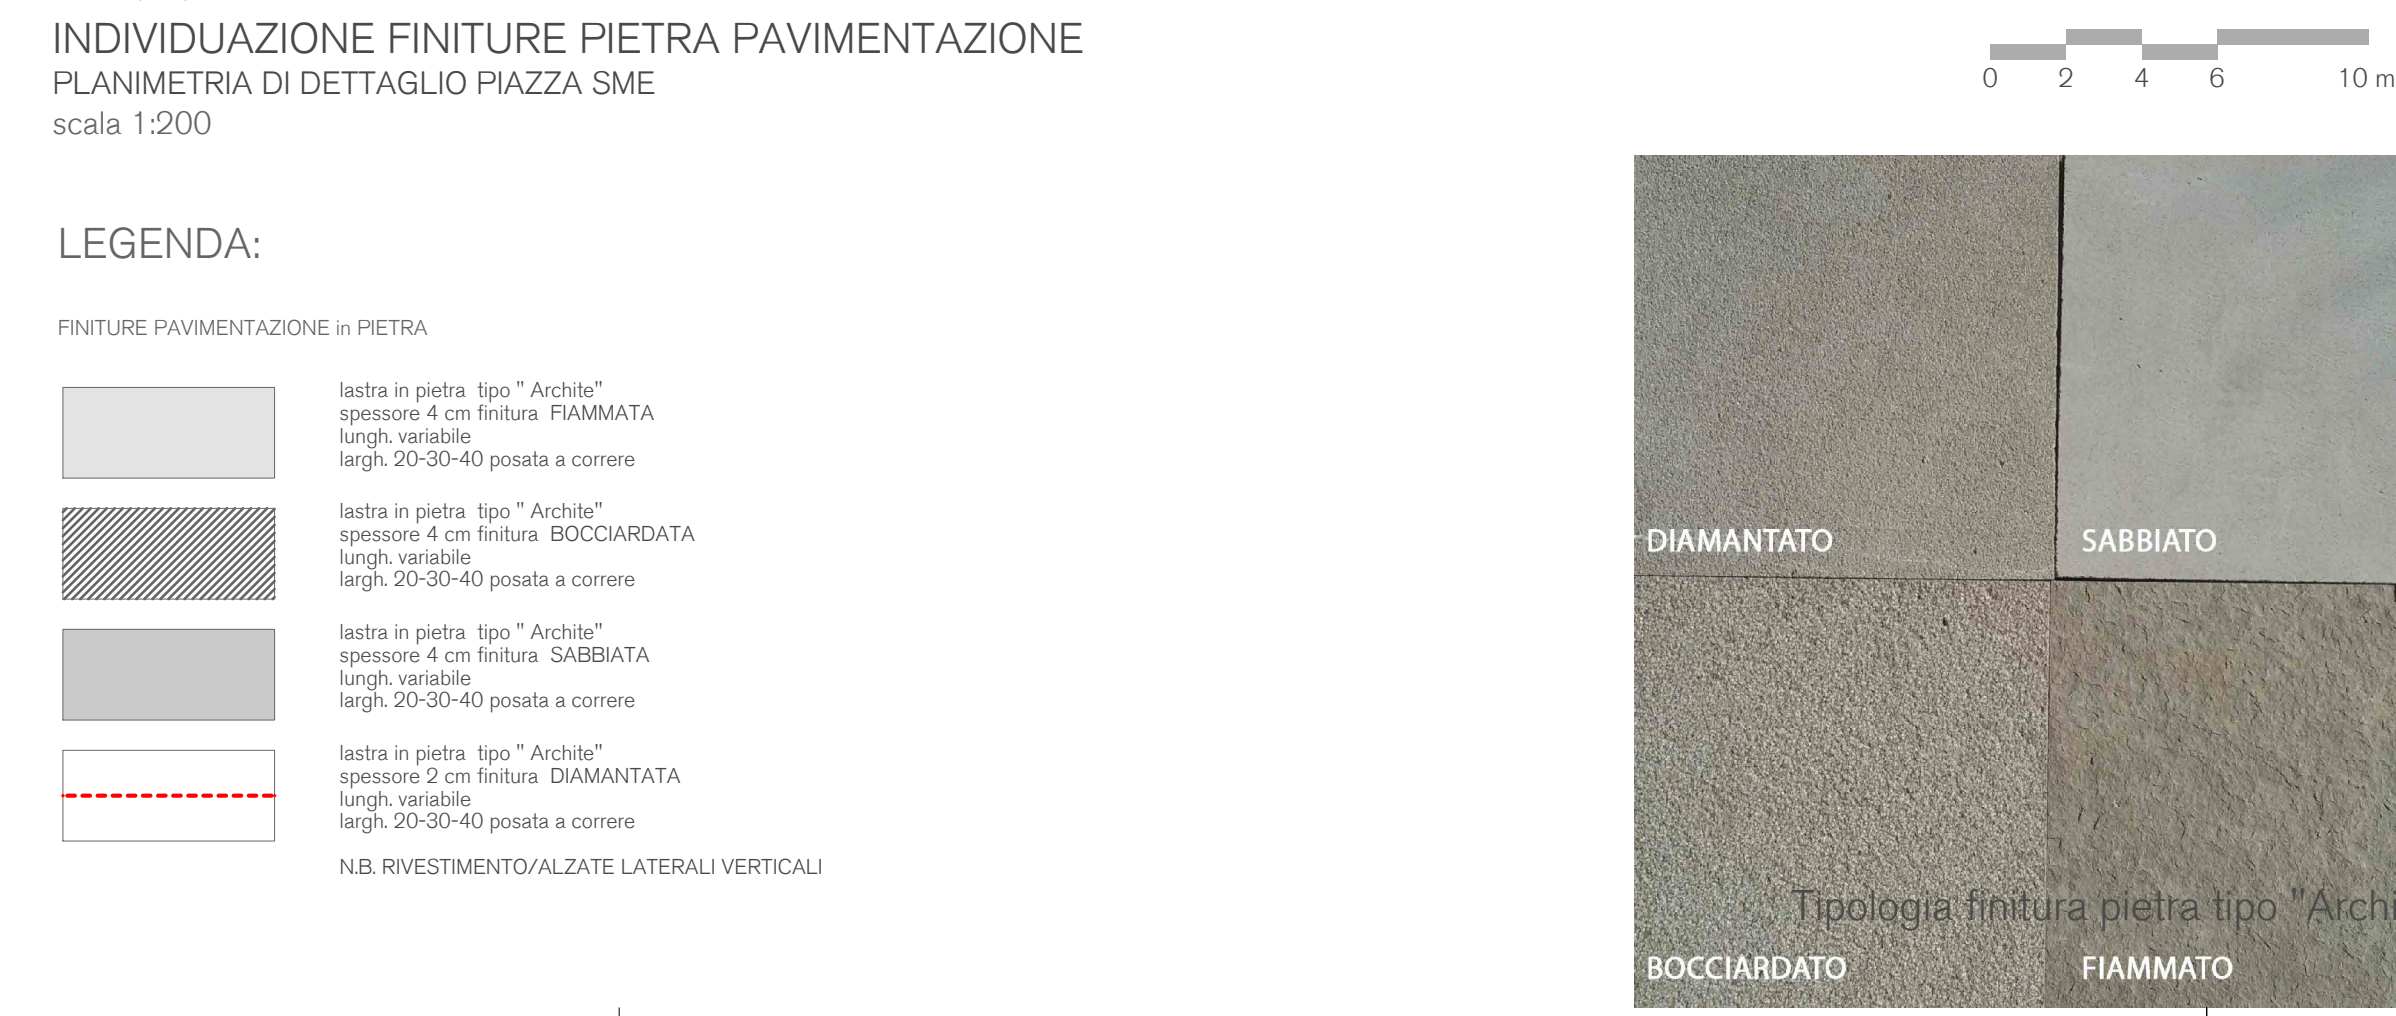 INDIVIDUAZIONE FINITURE PIETRA PAVIMENTAZIONE
PLANIMETRIA DI DETTAGLIO PIAZZA SME
scala 1:200
0 2 4 6 10 m
LEGENDA:
FINITURE PAVIMENTAZIONE in PIETRA
lastra in pietra tipo " Archite"
spessore 4 cm finitura FIAMMATA
lungh. variabile
largh. 20-30-40 posata a correre
lastra in pietra tipo " Archite"
spessore 4 cm finitura BOCCIARDATA
lungh. variabile
largh. 20-30-40 posata a correre
lastra in pietra tipo " Archite"
spessore 4 cm finitura SABBIATA
lungh. variabile
largh. 20-30-40 posata a correre
lastra in pietra tipo " Archite"
spessore 2 cm finitura DIAMANTATA
lungh. variabile
largh. 20-30-40 posata a correre
N.B. RIVESTIMENTO/ALZATE LATERALI VERTICALI
DIAMANTATO
SABBIATO
Tipologia finitura pietra tipo "Archi
BOCCIARDATO
FIAMMATO